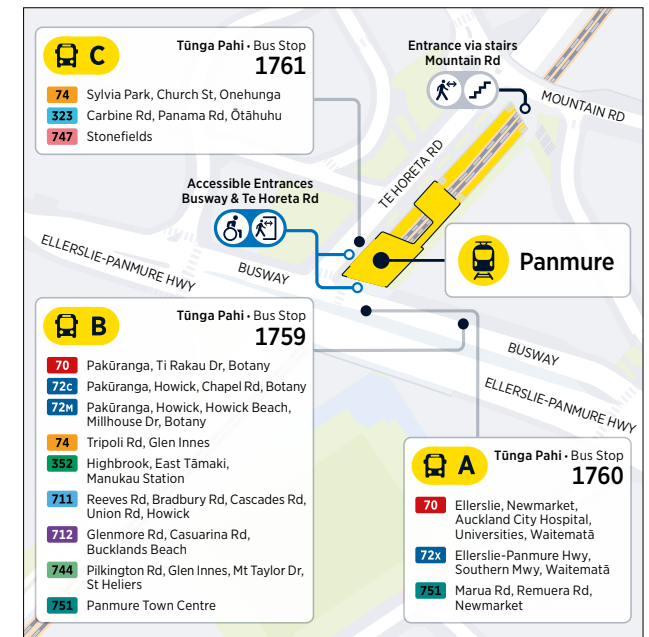 C
Tūnga Pahi • Bus Stop
1761
74 Sylvia Park, Church St, Onehunga
323 Carbine Rd, Panama Rd, Ōtāhuhu
747 Stonefields
Entrance via stairs
Mountain Rd
MOUNTAIN RD
TE HORETA RD
Accessible Entrances
Busway & Te Horeta Rd
ELLERSLIE-PANMURE HWY
BUSWAY
Panmure
B
Tūnga Pahi • Bus Stop
1759
70 Pakūranga, Ti Rakau Dr, Botany
72C Pakūranga, Howick, Chapel Rd, Botany
72M Pakūranga, Howick, Howick Beach,
Millhouse Dr, Botany
74 Tripoli Rd, Glen Innes
352 Highbrook, East Tāmaki,
Manukau Station
711 Reeves Rd, Bradbury Rd, Cascades Rd,
Union Rd, Howick
712 Glenmore Rd, Casuarina Rd,
Bucklands Beach
744 Pilkington Rd, Glen Innes, Mt Taylor Dr,
St Heliers
751 Panmure Town Centre
BUSWAY
ELLERSLIE-PANMURE HWY
A
Tūnga Pahi • Bus Stop
1760
70 Ellerslie, Newmarket,
Auckland City Hospital,
Universities, Waitematā
72X Ellerslie-Panmure Hwy,
Southern Mwy, Waitematā
751 Marua Rd, Remuera Rd,
Newmarket